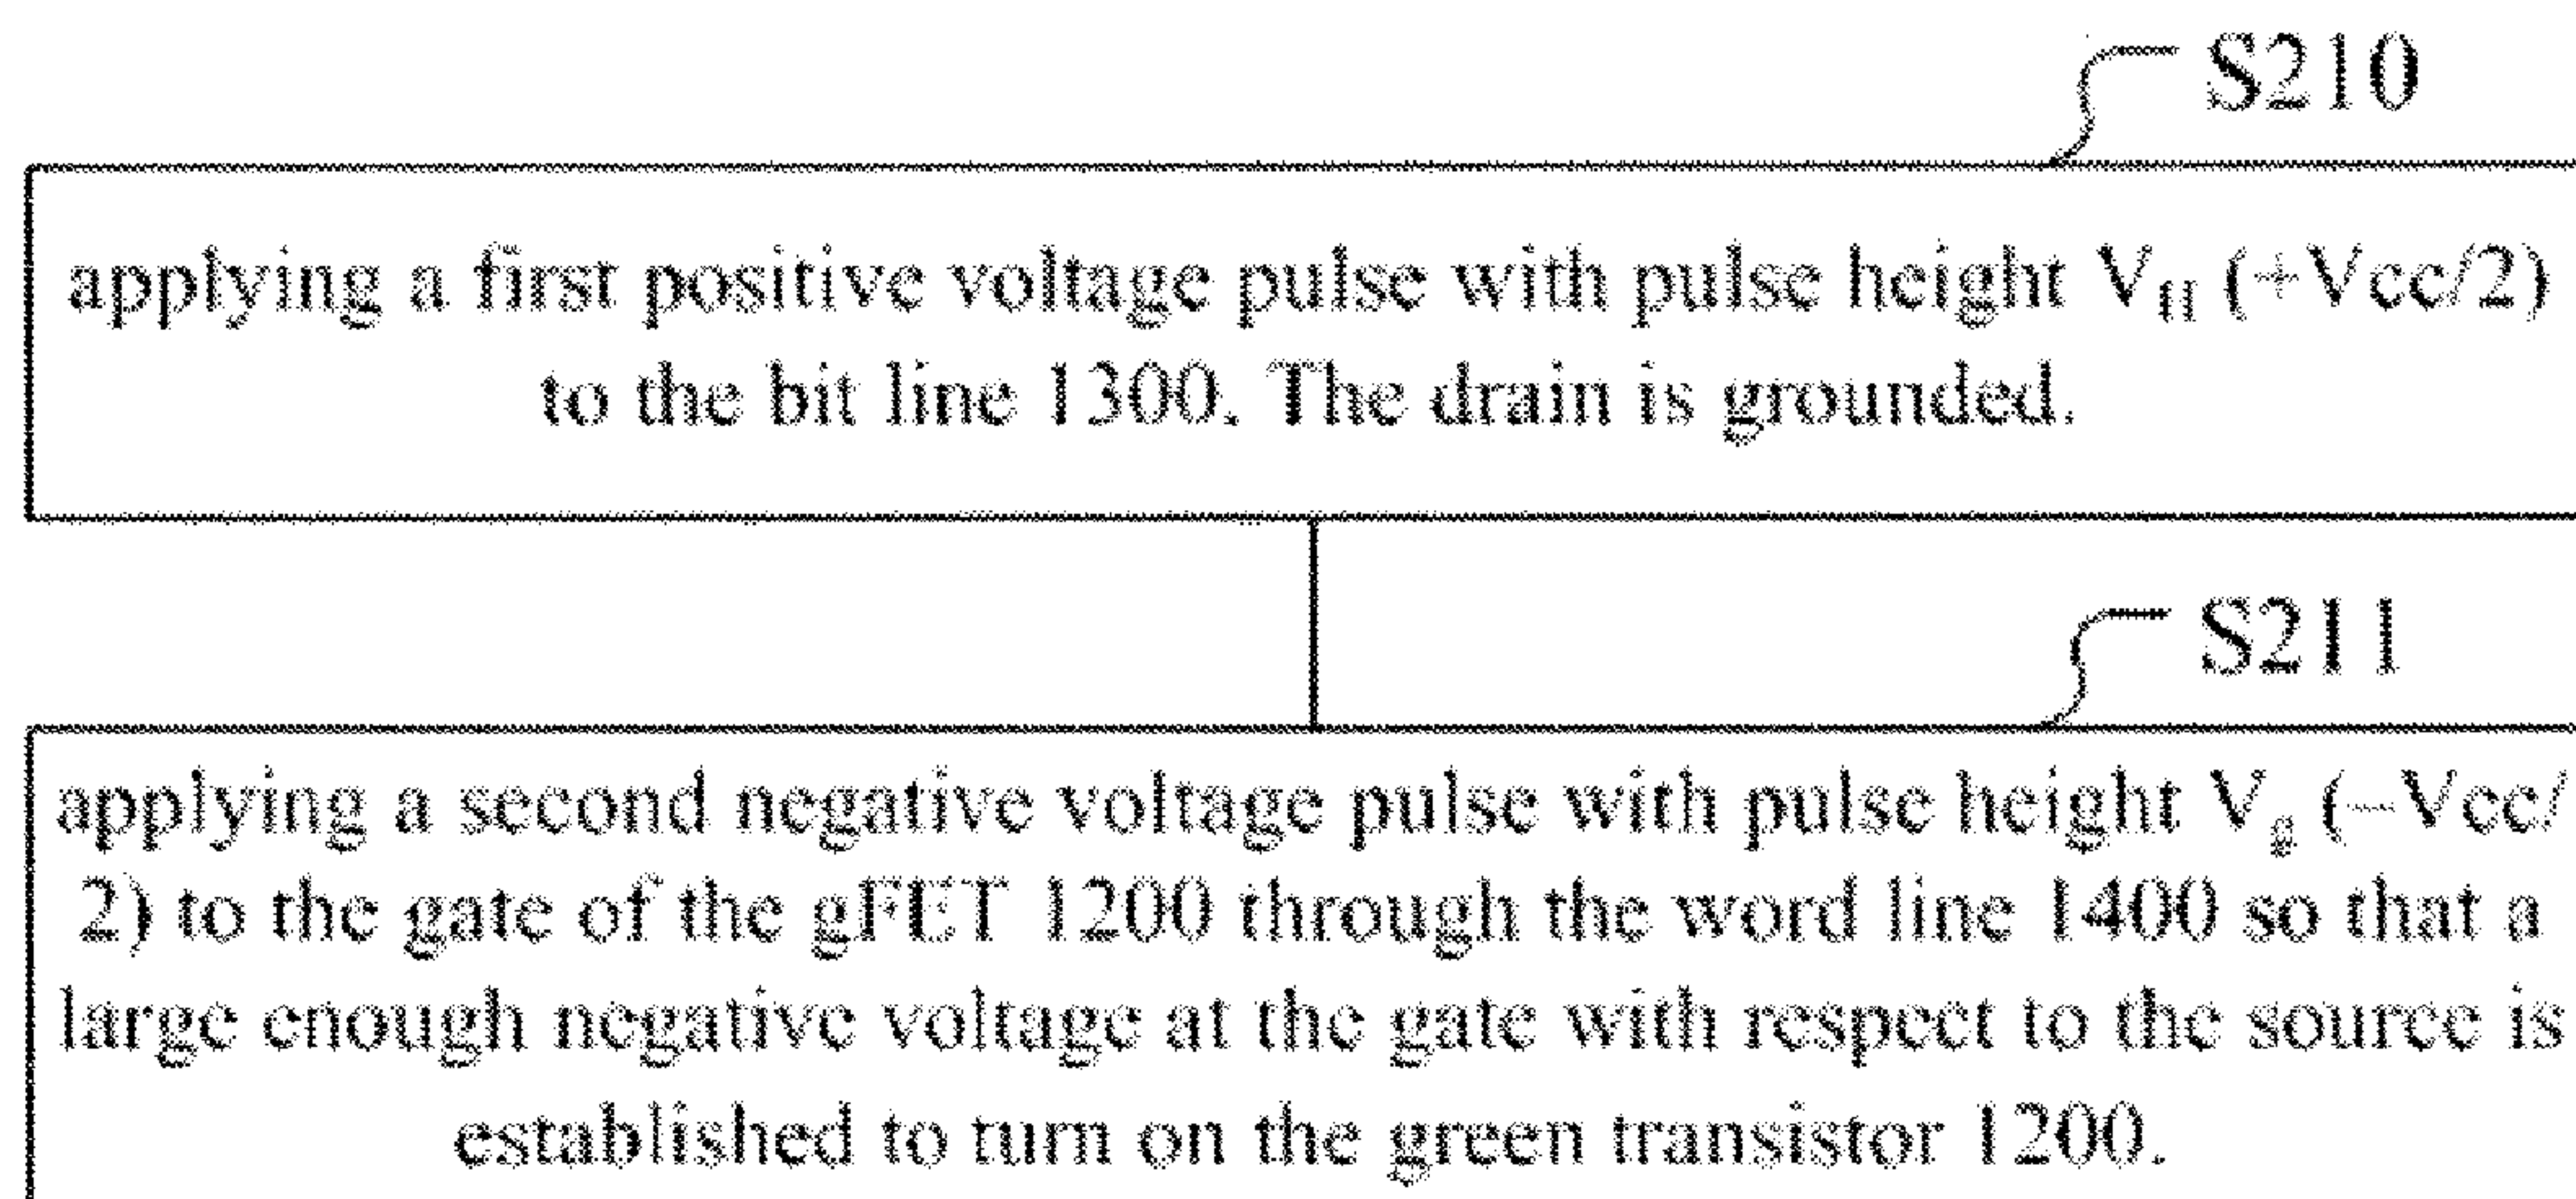 S210
applying a first positive voltage pulse with pulse height V_H (+Vcc/2)
to the bit line 1300. The drain is grounded.
S211
applying a second negative voltage pulse with pulse height V_g (−Vcc/
2) to the gate of the gFET 1200 through the word line 1400 so that a
large enough negative voltage at the gate with respect to the source is
established to turn on the green transistor 1200.